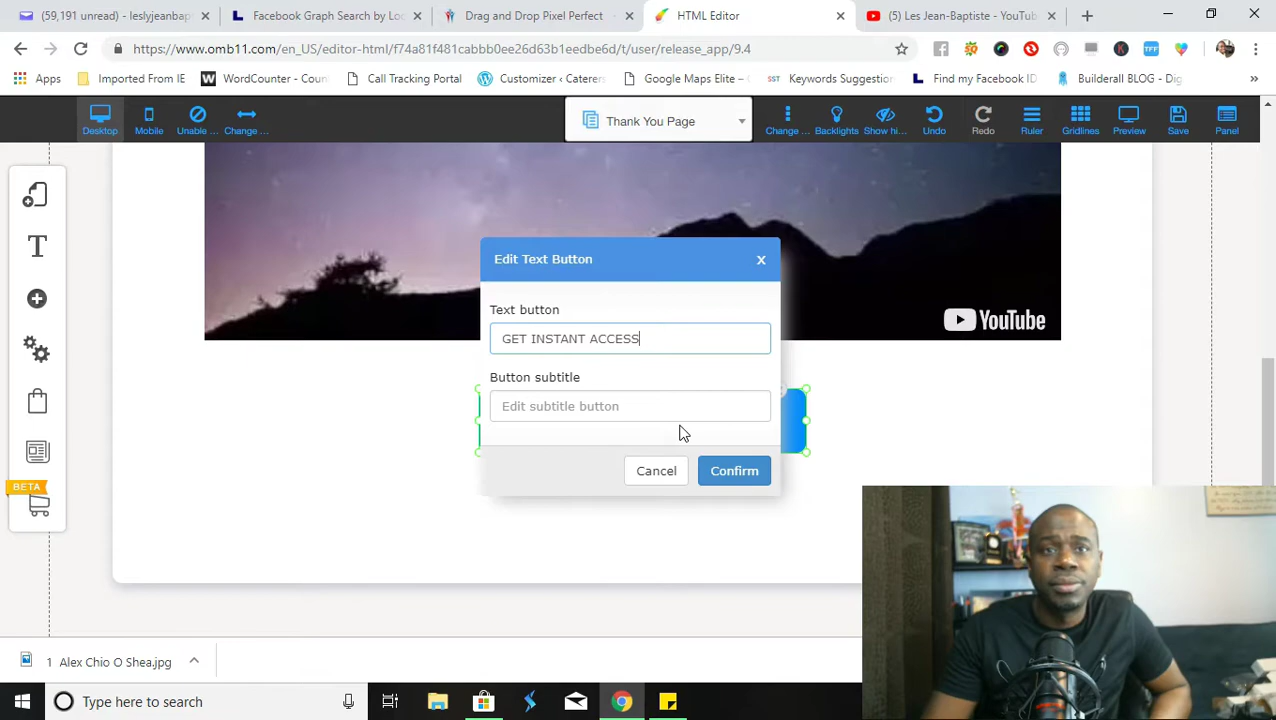 (59,191 unread) - leslyjeanbap
Facebook Graph Search by Lo
Drag and Drop Pixel Perfect
HTML Editor
(5) Les Jean-Baptiste - YouTub
https://www.omb11.com/en_US/editor-html/f74a81f481cabbb0ee26d63b1eedbe6d/t/user/release_app/9.4
Apps
Imported From IE
WordCounter - Coun
Call Tracking Portal
Customizer ‹ Caterers
Google Maps Elite –
SST
Keywords Suggestion
Find my Facebook ID
Builderall BLOG - Dig
Desktop
Mobile
Unable ...
Change ...
Thank You Page
Change ...
Backlights
Show hi...
Undo
Redo
Ruler
Gridlines
Preview
Save
Panel
Edit Text Button
x
Text button
GET INSTANT ACCESS
Button subtitle
Edit subtitle button
Cancel
Confirm
YouTube
BETA
1 Alex Chio O Shea.jpg
Type here to search